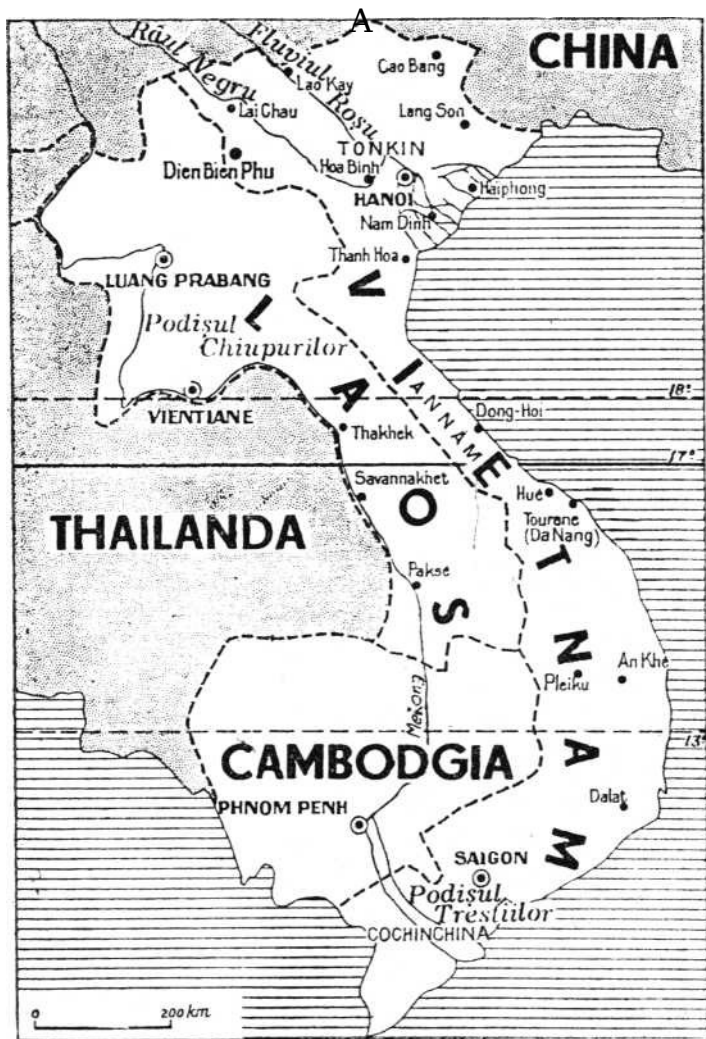 A
CHINA
Râul Negru
Fluviul Roşu
Cao Bang
Lao Kay
Lai Chau
Lang Son
TONKIN
Dien Bien Phu
Hoa Binh
HANOI
Haiphong
Nam Dinh
Thanh Hoa
LUANG PRABANG
Podişul
Chiupurilor
VIETNAM
LAOS
ANNAM
18°
VIENTIANE
Thakhek
Dong-Hoi
17°
Savannakhet
Hué
Tourane
(Da Nang)
THAILANDA
Pakse
An Khê
Pleiku
Mekong
13°
CAMBODGIA
PHNOM PENH
Dalat
SAIGON
Podişul
Trestiilor
COCHINCHINA
0 200 km